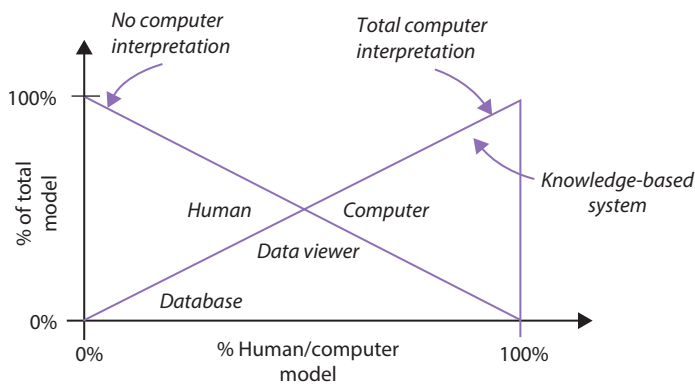 No computer
interpretation
Total computer
interpretation
100%
Knowledge-based
system
% of total
model
Human
Computer
Data viewer
Database
0%
0%
% Human/computer
model
100%